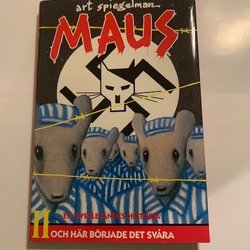 art spiegelman
MAUS
EN ÖVERLEVANDES HISTORIA
II OCH HÄR BÖRJADE DET SVÅRA